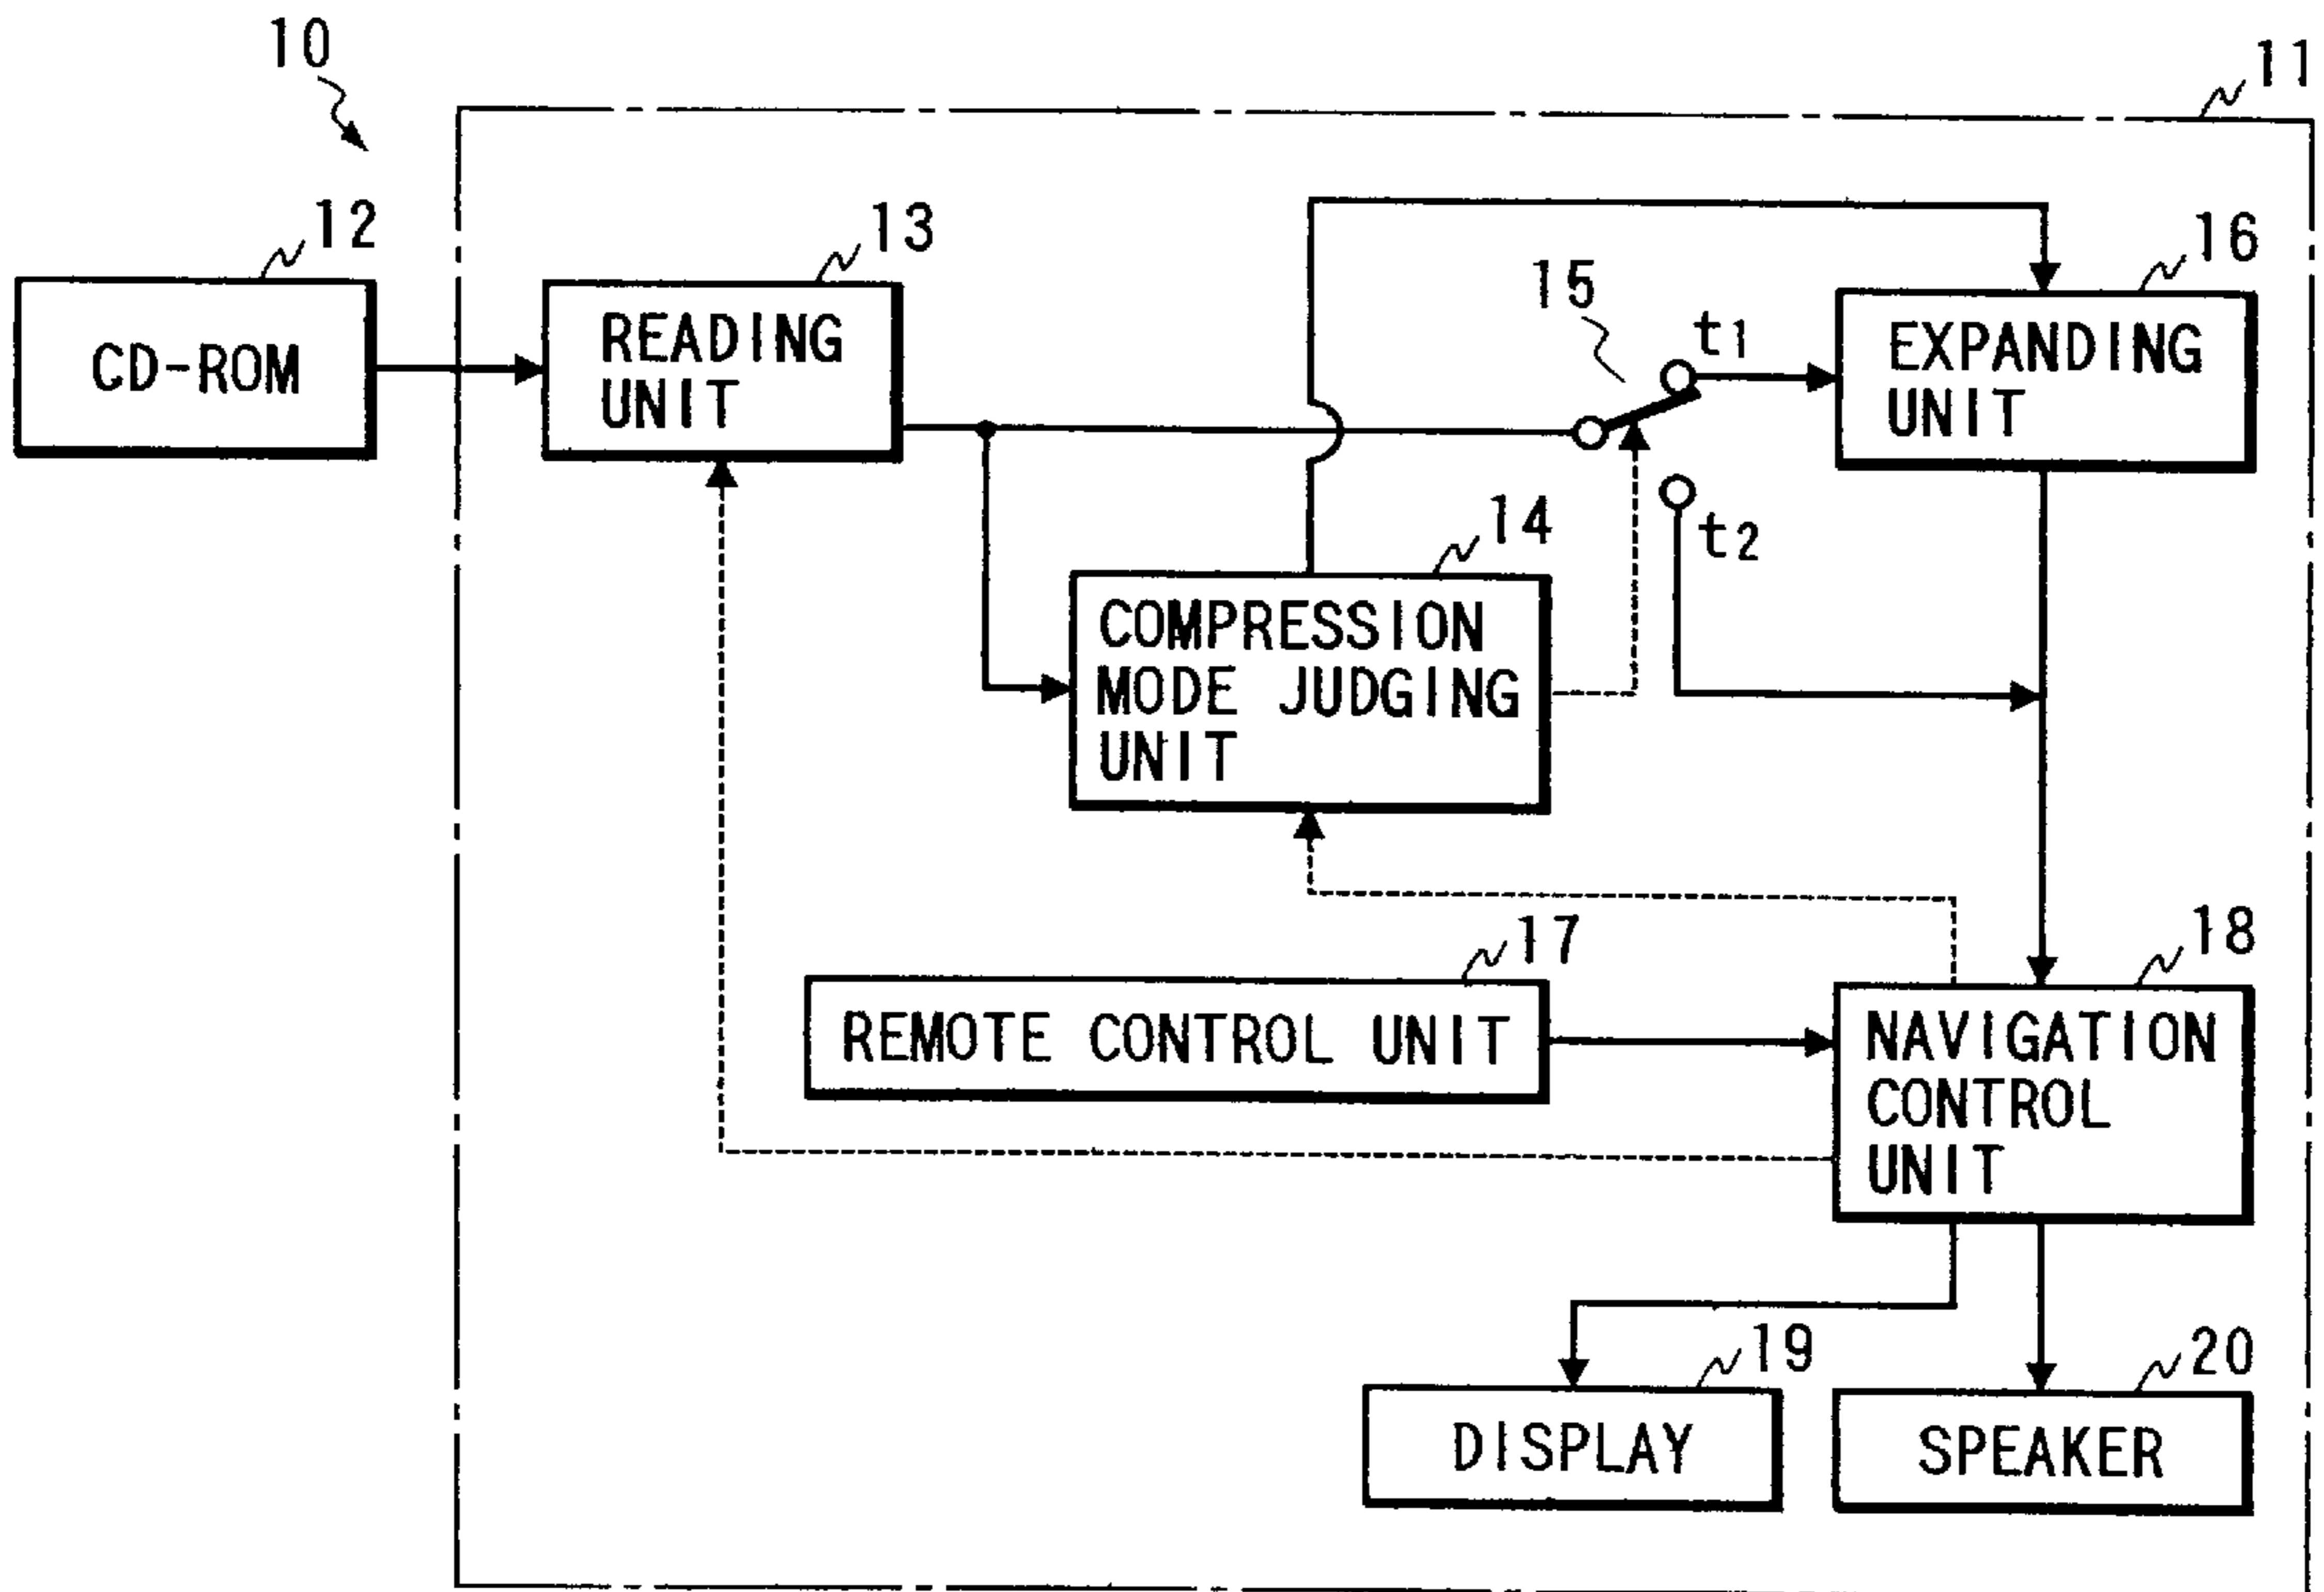 10
11
12
CD-ROM
13
READING
UNIT
15
t1
t2
16
EXPANDING
UNIT
14
COMPRESSION
MODE JUDGING
UNIT
17
REMOTE CONTROL UNIT
18
NAVIGATION
CONTROL
UNIT
19
DISPLAY
20
SPEAKER